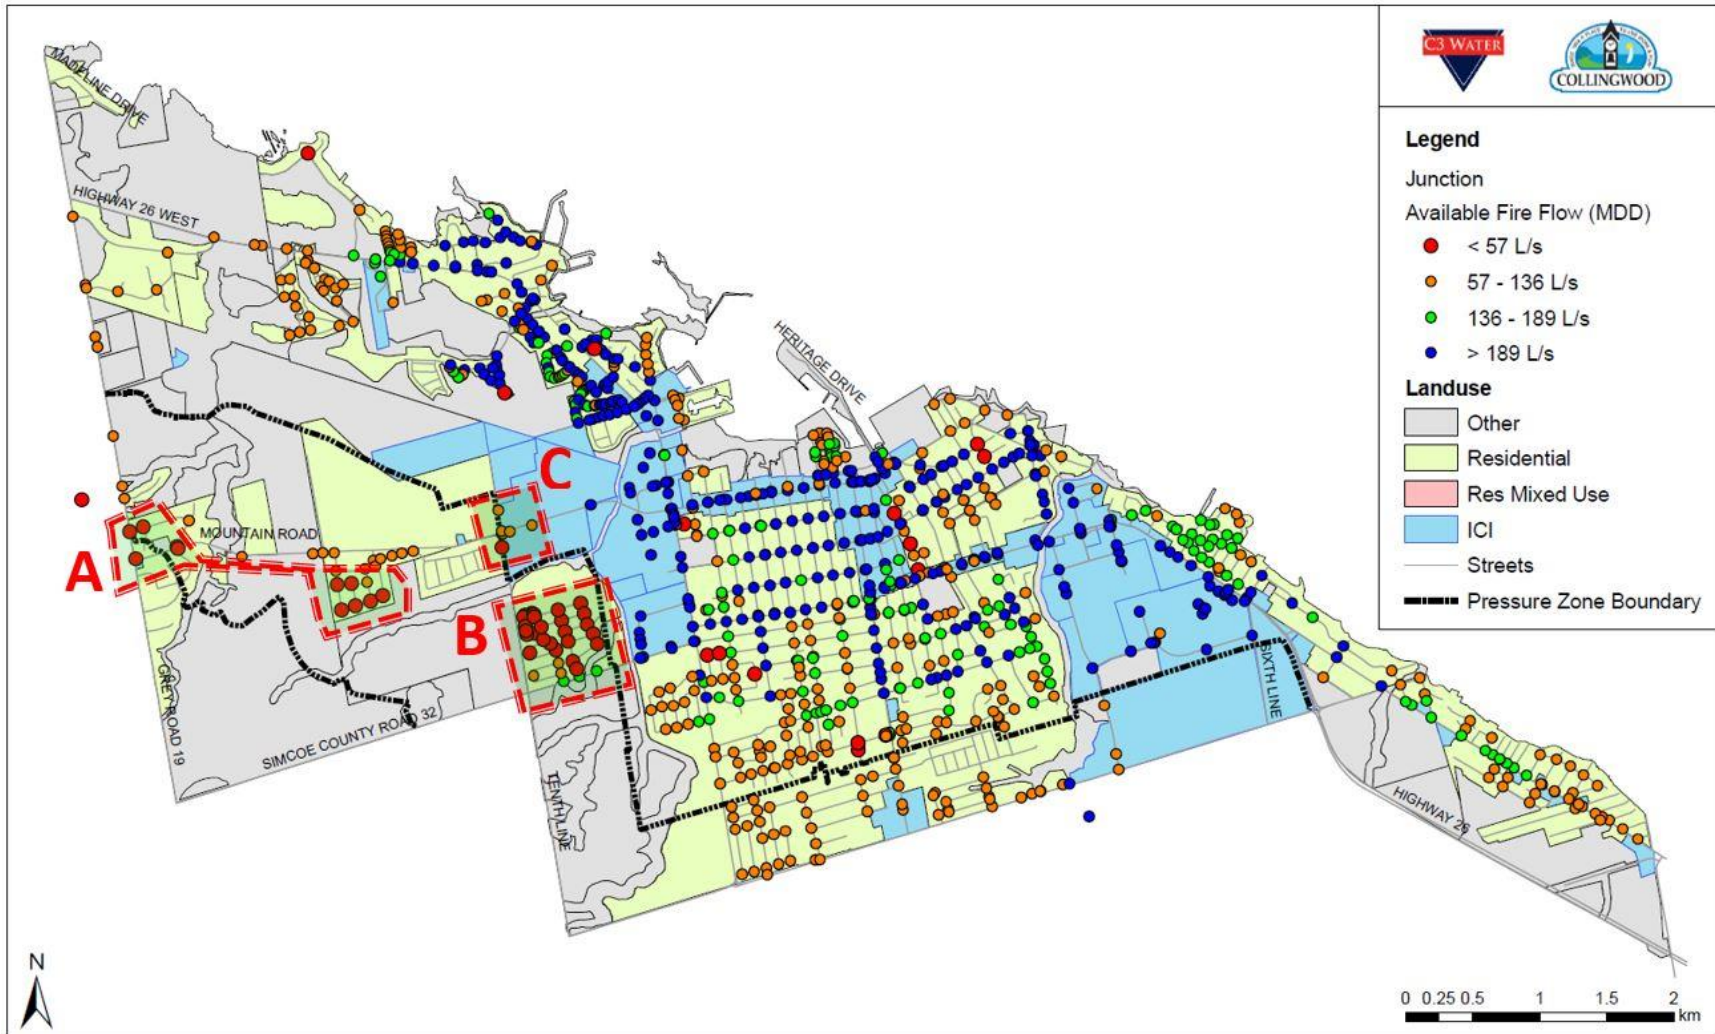 C3 WATER
COLLINGWOOD
Legend
Junction
Available Fire Flow (MDD)
< 57 L/s
57 - 136 L/s
136 - 189 L/s
> 189 L/s
Landuse
Other
Residential
Res Mixed Use
ICI
Streets
Pressure Zone Boundary
MADELINE DRIVE
HIGHWAY 26 WEST
HERITAGE DRIVE
C
MOUNTAIN ROAD
A
B
GREY ROAD 19
SIMCOE COUNTY ROAD 32
TENTH LINE
SIXTH LINE
HIGHWAY 26
N
0 0.25 0.5 1 1.5 2
km